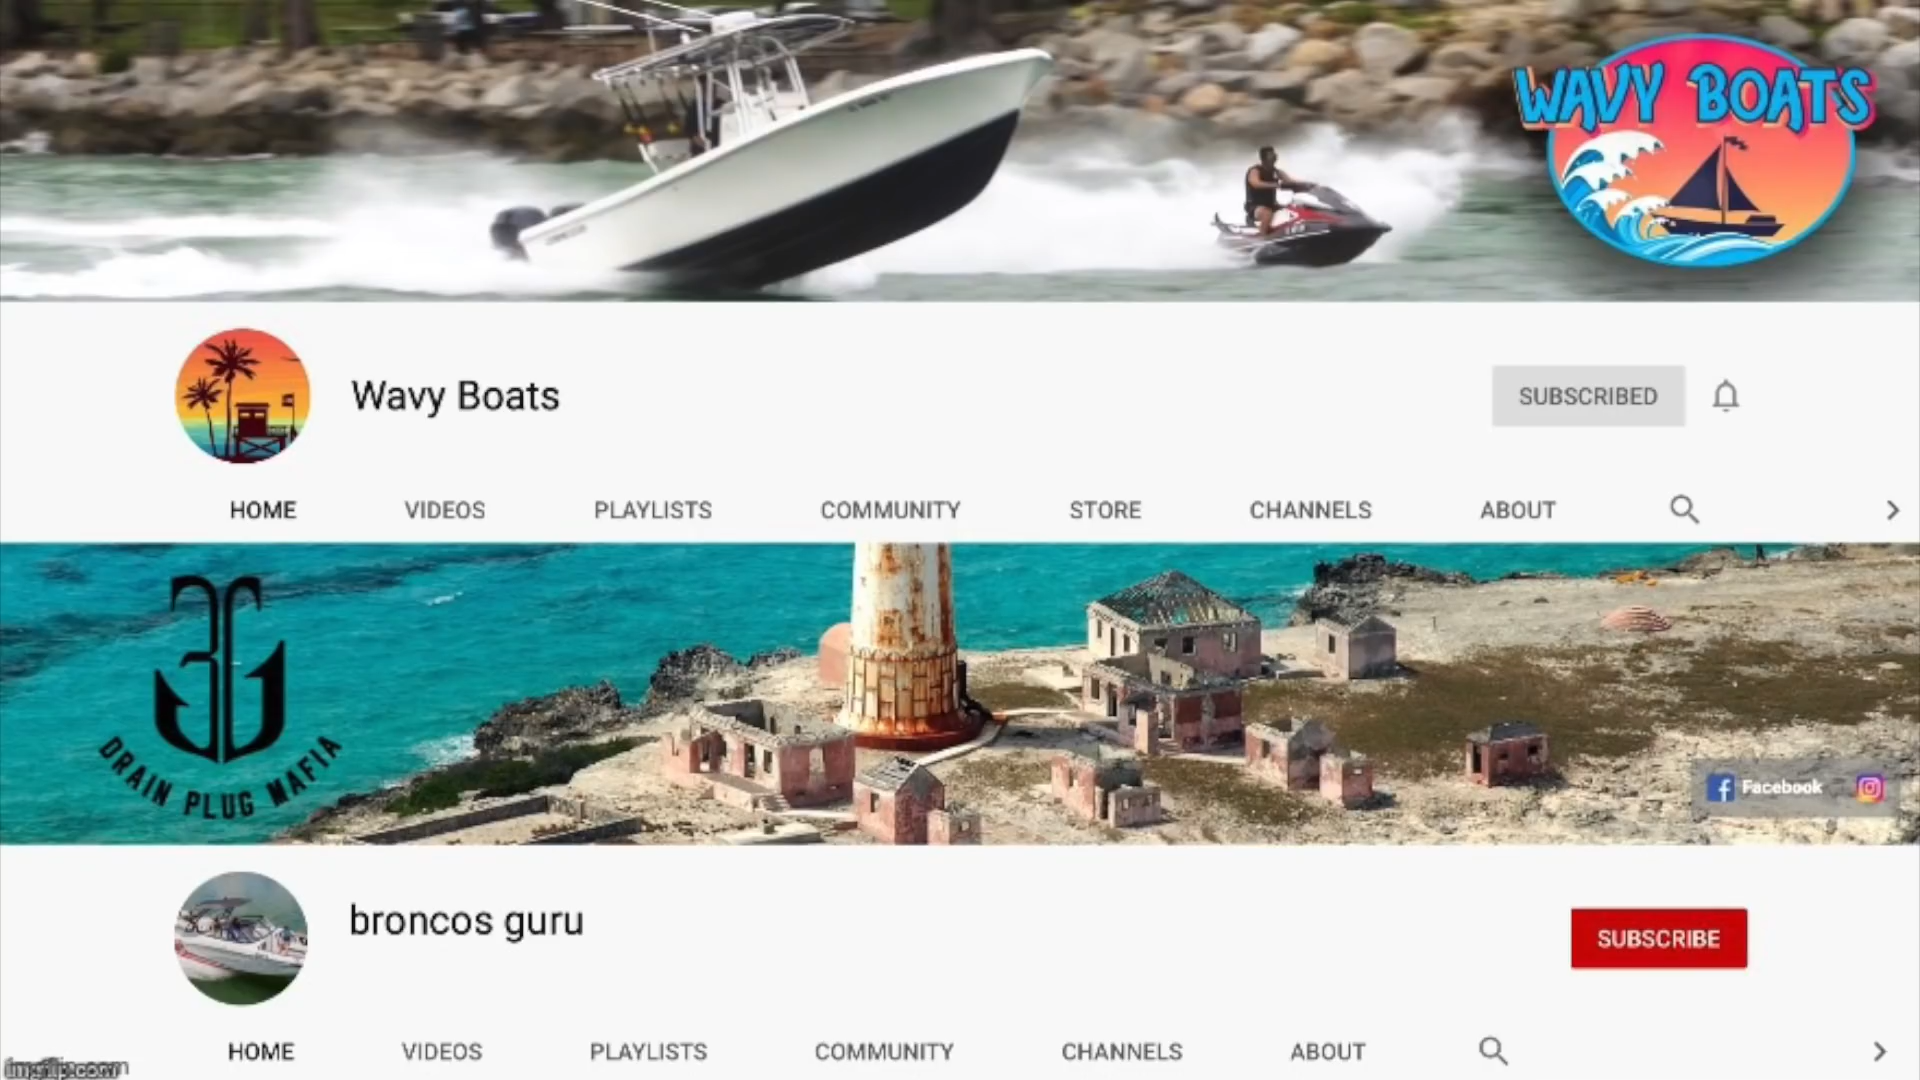 WAVY BOATS
Wavy Boats
SUBSCRIBED
HOME VIDEOS PLAYLISTS COMMUNITY STORE CHANNELS ABOUT
3G
DRAIN PLUG MAFIA
Facebook
broncos guru
SUBSCRIBE
HOME VIDEOS PLAYLISTS COMMUNITY CHANNELS ABOUT
imgflip.com